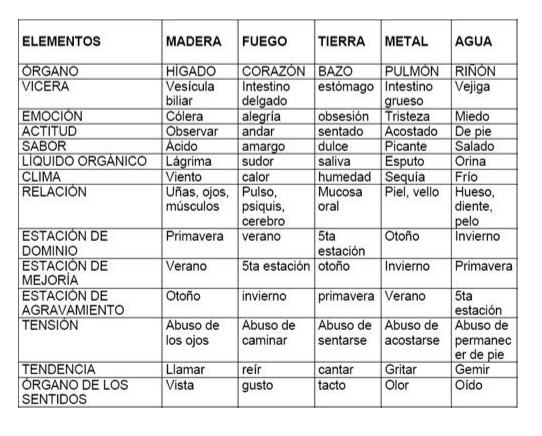 ELEMENTOS MADERA FUEGO TIERRA METAL AGUA
ÓRGANO HÍGADO CORAZÓN BAZO PULMÓN RIÑÓN
VICERA Vesícula Intestino estómago Intestino Vejiga
biliar delgado grueso
EMOCIÓN Cólera alegría obsesión Tristeza Miedo
ACTITUD Observar andar sentado Acostado De pie
SABOR Ácido amargo dulce Picante Salado
LÍQUIDO ORGÁNICO Lágrima sudor saliva Esputo Orina
CLIMA Viento calor humedad Sequía Frío
RELACIÓN Uñas, ojos, Pulso, Mucosa Piel, vello Hueso,
músculos psiquis, oral diente,
cerebro pelo
ESTACIÓN DE Primavera verano 5ta Otoño Invierno
DOMINIO estación
ESTACIÓN DE Verano 5ta estación otoño Invierno Primavera
MEJORÍA
ESTACIÓN DE Otoño invierno primavera Verano 5ta
AGRAVAMIENTO estación
TENSIÓN Abuso de Abuso de Abuso de Abuso de Abuso de
los ojos caminar sentarse acostarse permanec
er de pie
TENDENCIA Llamar reír cantar Gritar Gemir
ÓRGANO DE LOS Vista gusto tacto Olor Oído
SENTIDOS